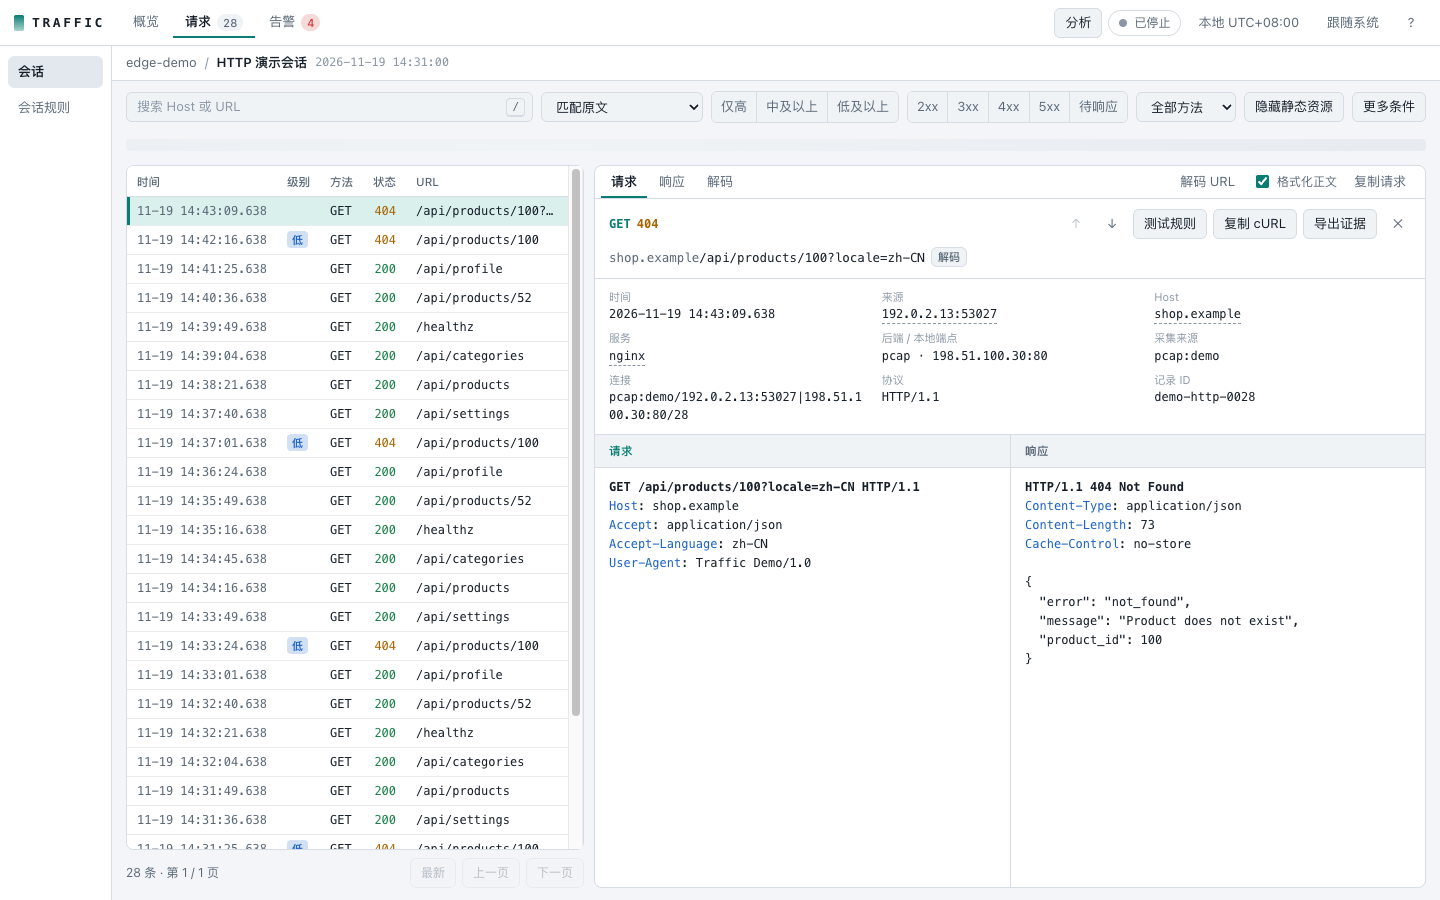 TRAFFIC 概览 请求 28 告警 4 分析 已停止 本地 UTC+08:00 跟随系统 ?
会话
会话规则
edge-demo / HTTP 演示会话 2026-11-19 14:31:00
搜索 Host 或 URL / 匹配原文 仅高 中及以上 低及以上 2xx 3xx 4xx 5xx 待响应 全部方法 隐藏静态资源 更多条件
时间 级别 方法 状态 URL
11-19 14:43:09.638 GET 404 /api/products/100?…
11-19 14:42:16.638 低 GET 404 /api/products/100
11-19 14:41:25.638 GET 200 /api/profile
11-19 14:40:36.638 GET 200 /api/products/52
11-19 14:39:49.638 GET 200 /healthz
11-19 14:39:04.638 GET 200 /api/categories
11-19 14:38:21.638 GET 200 /api/products
11-19 14:37:40.638 GET 200 /api/settings
11-19 14:37:01.638 低 GET 404 /api/products/100
11-19 14:36:24.638 GET 200 /api/profile
11-19 14:35:49.638 GET 200 /api/products/52
11-19 14:35:16.638 GET 200 /healthz
11-19 14:34:45.638 GET 200 /api/categories
11-19 14:34:16.638 GET 200 /api/products
11-19 14:33:49.638 GET 200 /api/settings
11-19 14:33:24.638 低 GET 404 /api/products/100
11-19 14:33:01.638 GET 200 /api/profile
11-19 14:32:40.638 GET 200 /api/products/52
11-19 14:32:21.638 GET 200 /healthz
11-19 14:32:04.638 GET 200 /api/categories
11-19 14:31:49.638 GET 200 /api/products
11-19 14:31:36.638 GET 200 /api/settings
11-19 14:31:25.638 低 GET 404 /api/products/100
28 条 · 第 1 / 1 页 最新 上一页 下一页
请求 响应 解码 解码 URL 格式化正文 复制请求
GET 404 ↑ ↓ 测试规则 复制 cURL 导出证据 ×
shop.example/api/products/100?locale=zh-CN 解码
时间 来源 Host
2026-11-19 14:43:09.638 192.0.2.13:53027 shop.example
服务 后端 / 本地端点 采集来源
nginx pcap · 198.51.100.30:80 pcap:demo
连接 协议 记录 ID
pcap:demo/192.0.2.13:53027|198.51.1 HTTP/1.1 demo-http-0028
00.30:80/28
请求
GET /api/products/100?locale=zh-CN HTTP/1.1
Host: shop.example
Accept: application/json
Accept-Language: zh-CN
User-Agent: Traffic Demo/1.0
响应
HTTP/1.1 404 Not Found
Content-Type: application/json
Content-Length: 73
Cache-Control: no-store
{
"error": "not_found",
"message": "Product does not exist",
"product_id": 100
}